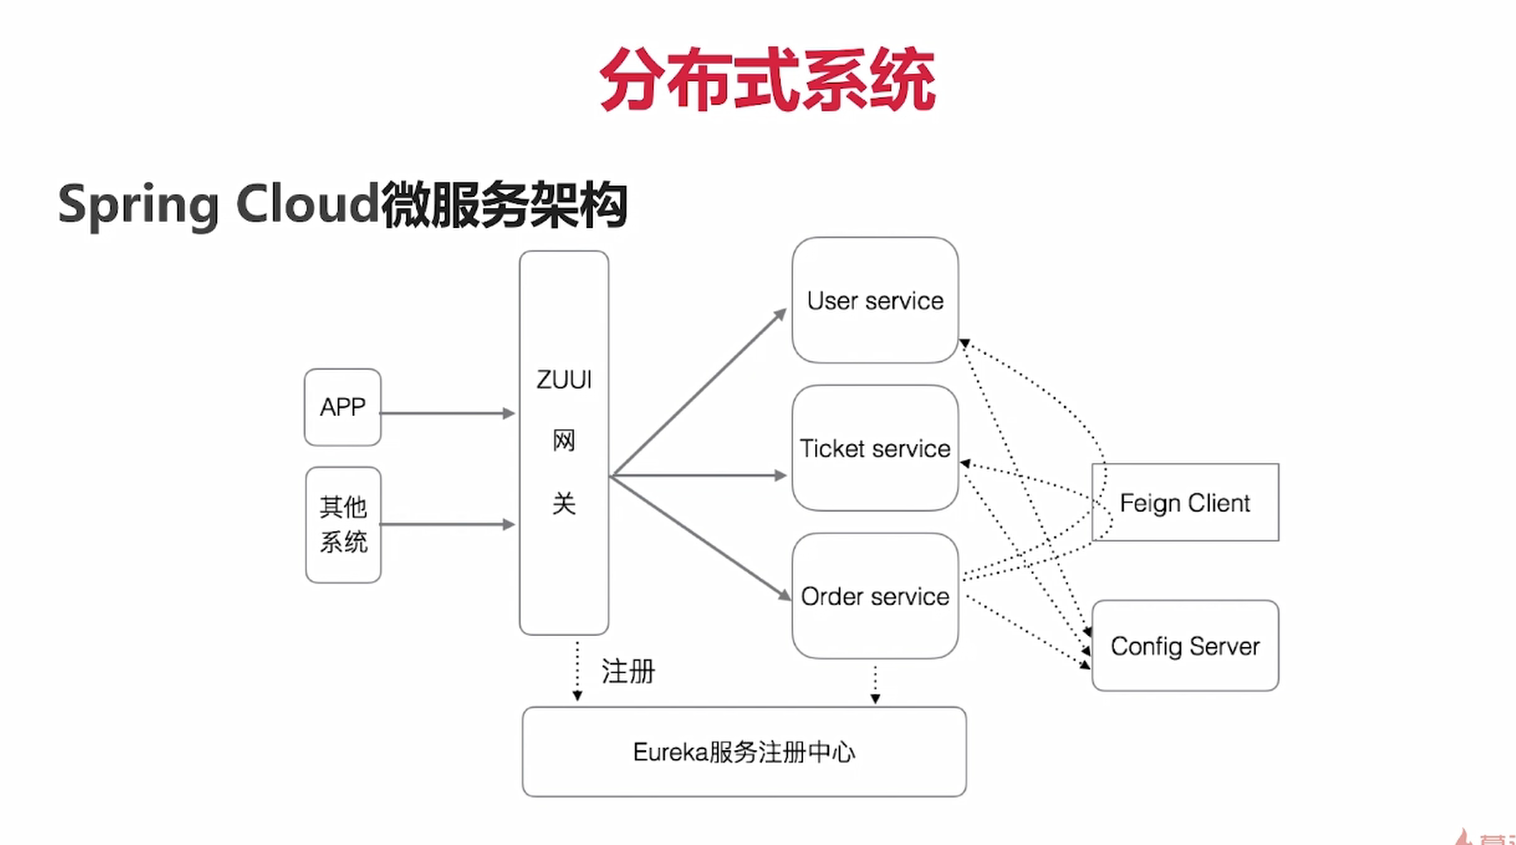 分布式系统
Spring Cloud微服务架构
APP
其他
系统
ZUUI
网
关
User service
Ticket service
Order service
Feign Client
Config Server
注册
Eureka服务注册中心